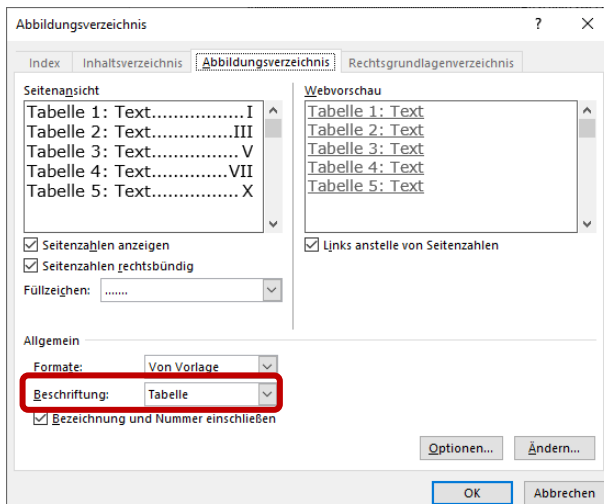 Abbildungsverzeichnis ? ×
Index Inhaltsverzeichnis Abbildungsverzeichnis Rechtsgrundlagenverzeichnis
Seitenansicht
Tabelle 1: Text.................I
Tabelle 2: Text...............III
Tabelle 3: Text................ V
Tabelle 4: Text..............VII
Tabelle 5: Text................ X
Webvorschau
Tabelle 1: Text
Tabelle 2: Text
Tabelle 3: Text
Tabelle 4: Text
Tabelle 5: Text
Seitenzahlen anzeigen
Seitenzahlen rechtsbündig
Füllzeichen: .......
Links anstelle von Seitenzahlen
Allgemein
Formate: Von Vorlage
Beschriftung: Tabelle
Bezeichnung und Nummer einschließen
Optionen... Ändern...
OK Abbrechen